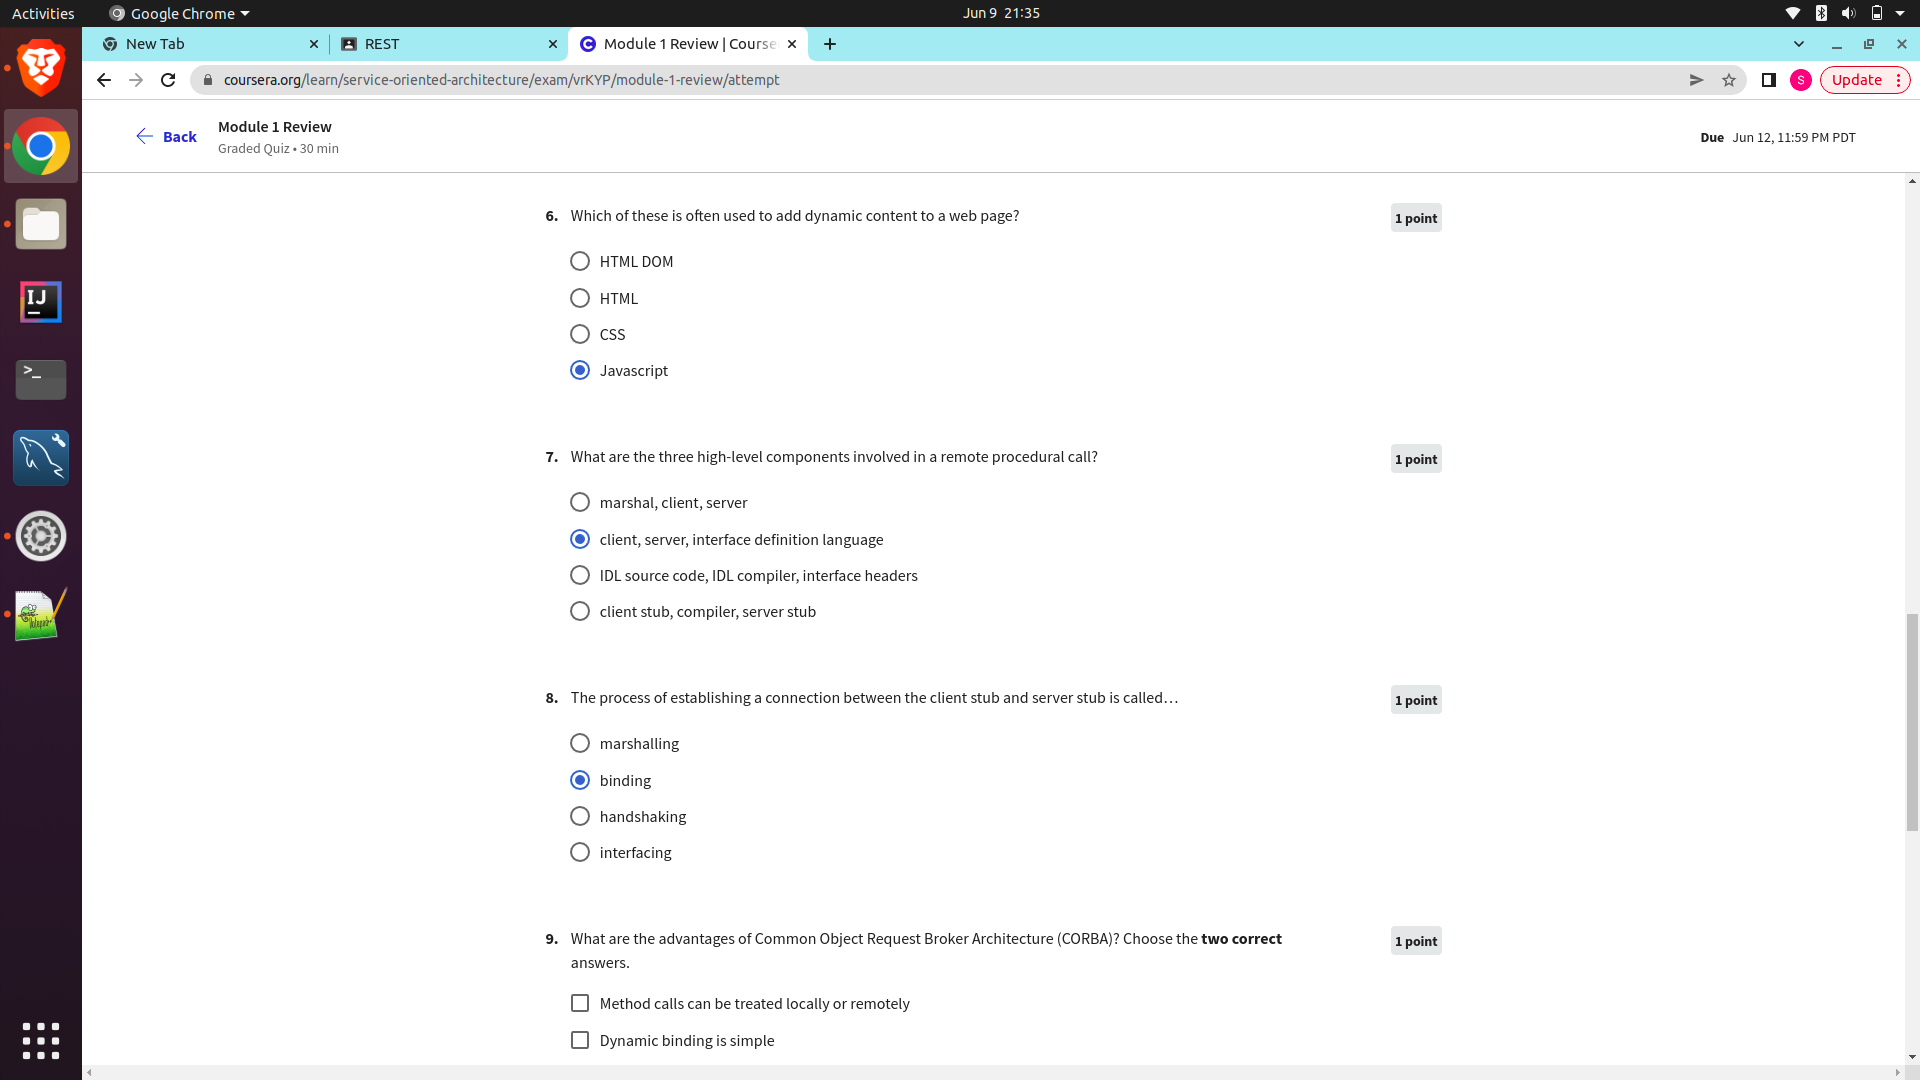 Activities
Google Chrome
Jun 9 21:35
New Tab
REST
Module 1 Review | Course
coursera.org/learn/service-oriented-architecture/exam/vrKYP/module-1-review/attempt
S
Update
Back
Module 1 Review
Graded Quiz • 30 min
Due Jun 12, 11:59 PM PDT
6. Which of these is often used to add dynamic content to a web page?
1 point
HTML DOM
HTML
CSS
Javascript
7. What are the three high-level components involved in a remote procedural call?
1 point
marshal, client, server
client, server, interface definition language
IDL source code, IDL compiler, interface headers
client stub, compiler, server stub
8. The process of establishing a connection between the client stub and server stub is called…
1 point
marshalling
binding
handshaking
interfacing
9. What are the advantages of Common Object Request Broker Architecture (CORBA)? Choose the two correct
answers.
1 point
Method calls can be treated locally or remotely
Dynamic binding is simple
IJ
>_